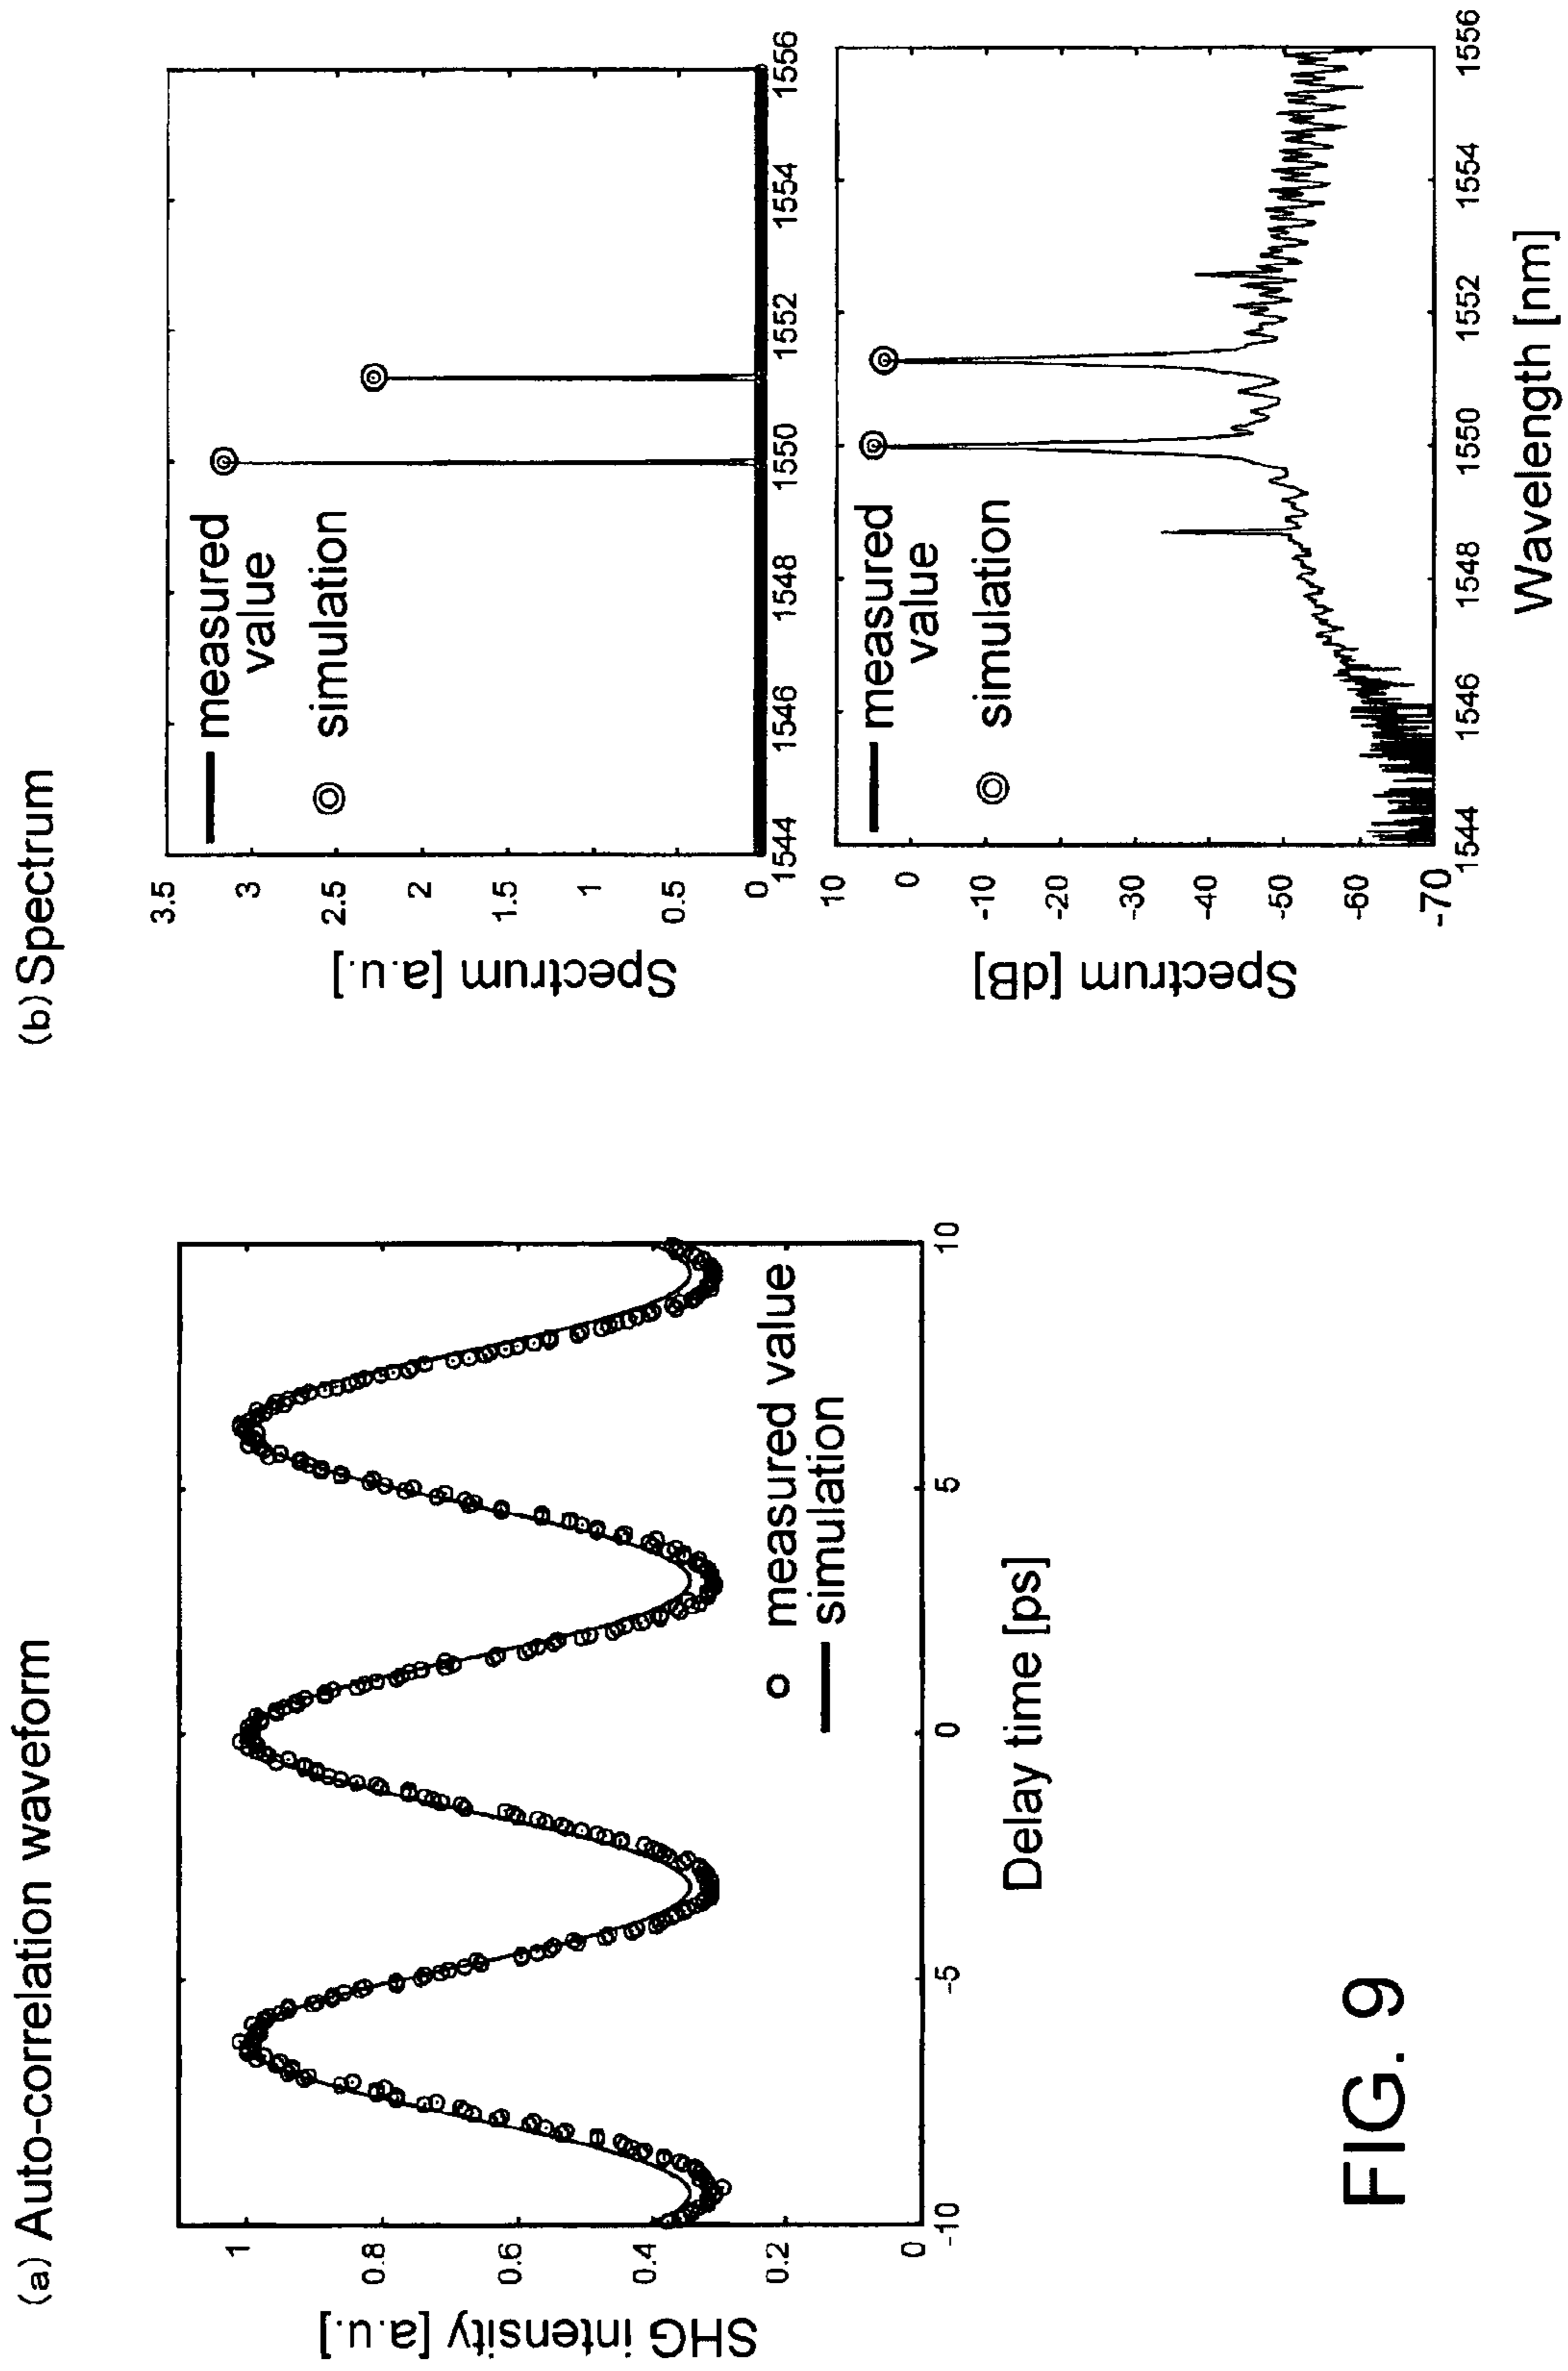 (a) Auto-correlation waveform
SHG intensity [a.u.]
1
0.8
0.6
0.4
0.2
0
-10
-5
0
5
10
measured value
simulation
Delay time [ps]
(b) Spectrum
Spectrum [a.u.]
3.5
3
2.5
2
1.5
1
0.5
0
measured
value
simulation
1544
1546
1548
1550
1552
1554
1556
Spectrum [dB]
10
0
-10
-20
-30
-40
-50
-60
-70
measured
value
simulation
1544
1546
1548
1550
1552
1554
1556
Wavelength [nm]
FIG. 9